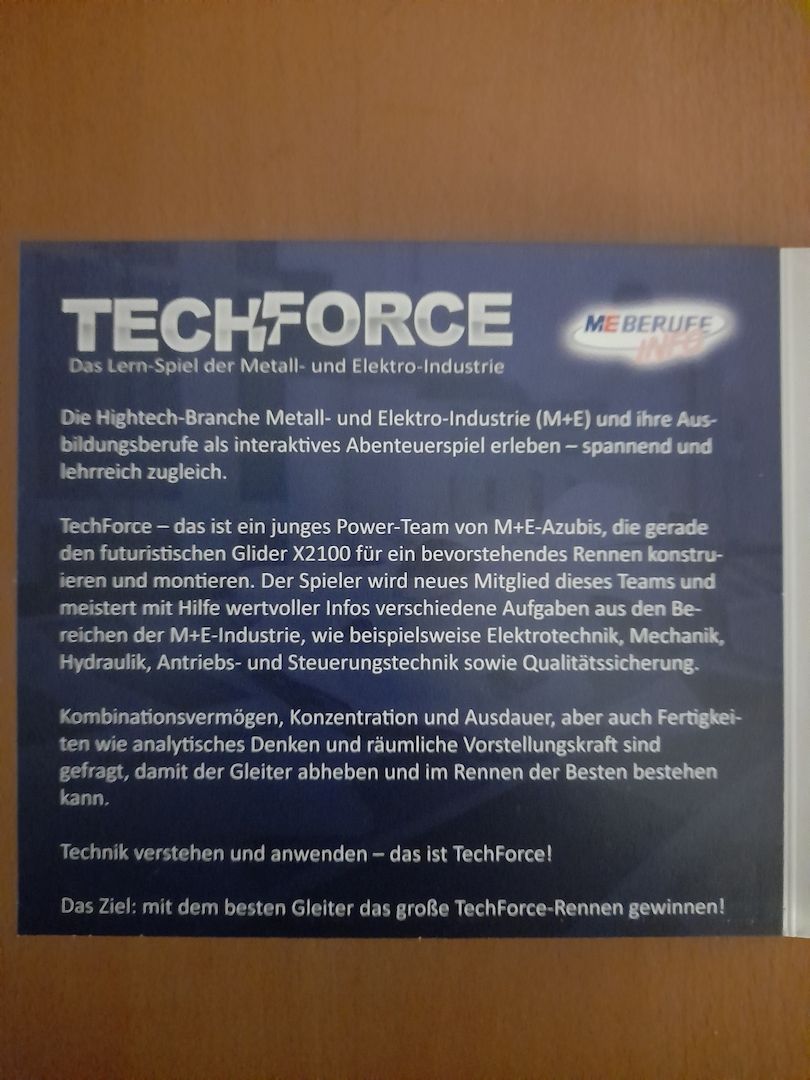 TECHFORCE
Das Lern-Spiel der Metall- und Elektro-Industrie
MEBERUFE
INFO
Die Hightech-Branche Metall- und Elektro-Industrie (M+E) und ihre Aus-
bildungsberufe als interaktives Abenteuerspiel erleben – spannend und
lehrreich zugleich.
TechForce – das ist ein junges Power-Team von M+E-Azubis, die gerade
den futuristischen Glider X2100 für ein bevorstehendes Rennen konstru-
ieren und montieren. Der Spieler wird neues Mitglied dieses Teams und
meistert mit Hilfe wertvoller Infos verschiedene Aufgaben aus den Be-
reichen der M+E-Industrie, wie beispielsweise Elektrotechnik, Mechanik,
Hydraulik, Antriebs- und Steuerungstechnik sowie Qualitätssicherung.
Kombinationsvermögen, Konzentration und Ausdauer, aber auch Fertigkei-
ten wie analytisches Denken und räumliche Vorstellungskraft sind
gefragt, damit der Gleiter abheben und im Rennen der Besten bestehen
kann.
Technik verstehen und anwenden – das ist TechForce!
Das Ziel: mit dem besten Gleiter das große TechForce-Rennen gewinnen!